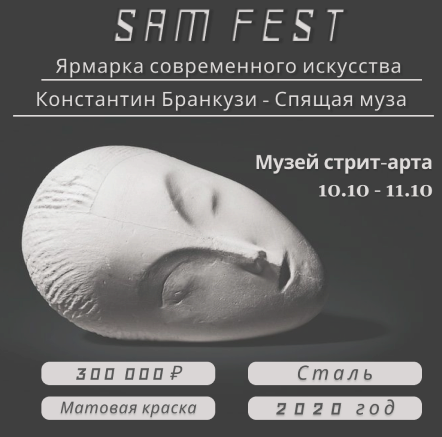 SAM FEST
Ярмарка современного искусства
Константин Бранкузи - Спящая муза
Музей стрит-арта
10.10 - 11.10
300 000 ₽
Сталь
Матовая краска
2020 год